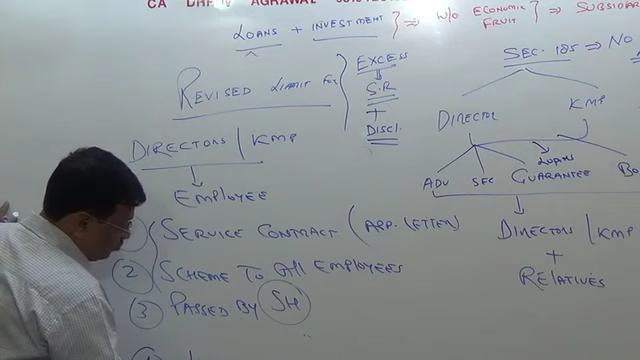 CA AGRAWAL
LOANS + INVESTMENT } ⇒ W/O ECONOMIC FRUIT } ⇒ SUBSIDIAR
REVISED LIMIT FOR
EXCESS
S.R
+
DISCL.
DIRECTORS / KMP
EMPLOYEE
① SERVICE CONTRACT (APP. LETTER)
② SCHEME TO ALL EMPLOYEES
③ PASSED BY SH
SEC. 185 ⇒ NO
DIRECTOR KMP
LOANS
ADV SEC GUARANTEE BO
DIRECTORS / KMP
+
RELATIVES